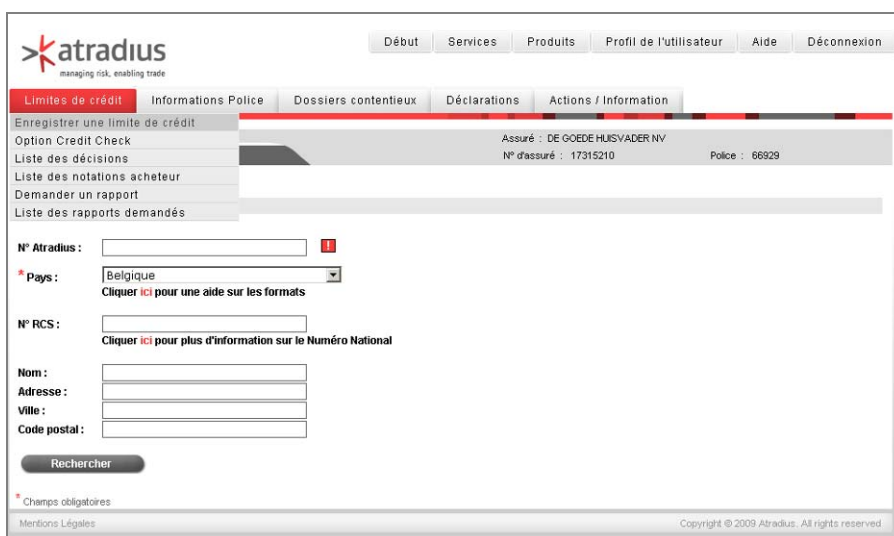 atradius
managing risk, enabling trade
Début Services Produits Profil de l'utilisateur Aide Déconnexion
Limites de crédit Informations Police Dossiers contentieux Déclarations Actions / Information
Enregistrer une limite de crédit
Option Credit Check
Liste des décisions
Liste des notations acheteur
Demander un rapport
Liste des rapports demandés
Assuré : DE GOEDE HUISVADER NV
N° d'assuré : 17315210 Police : 66929
N° Atradius : !
* Pays : Belgique
Cliquer ici pour une aide sur les formats
N° RCS :
Cliquer ici pour plus d'information sur le Numéro National
Nom :
Adresse :
Ville :
Code postal :
Rechercher
* Champs obligatoires
Mentions Légales Copyright © 2009 Atradius. All rights reserved